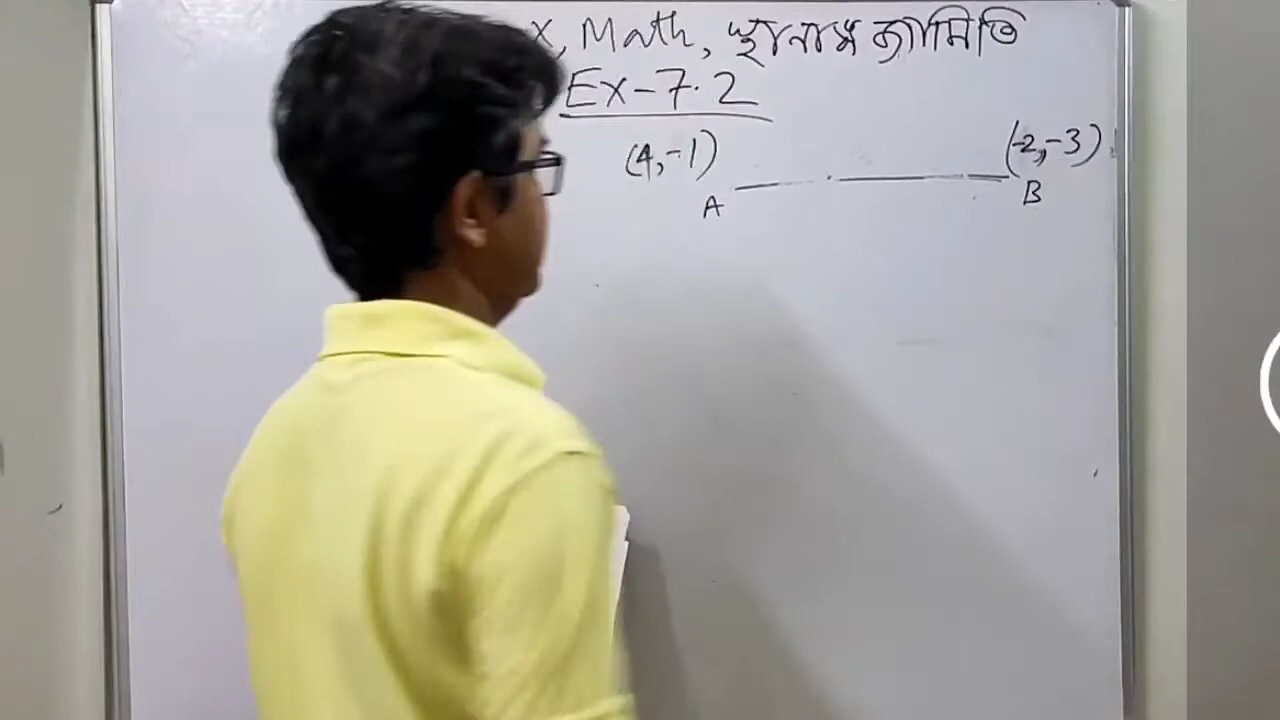 X, Math, স্থানাঙ্ক জ্যামিতি
Ex-7.2
(4,-1) (-2,-3)
A B